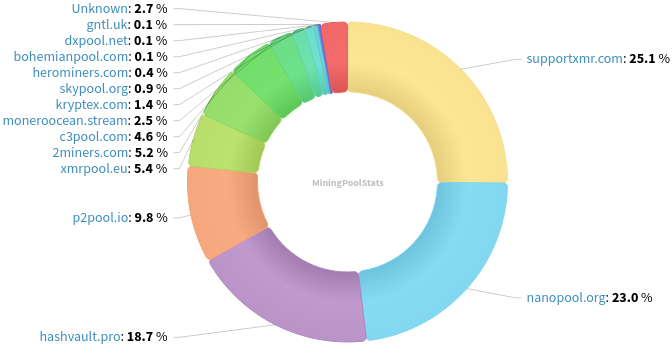 Unknown: 2.7 %
gntl.uk: 0.1 %
dxpool.net: 0.1 %
bohemianpool.com: 0.1 %
herominers.com: 0.4 %
skypool.org: 0.9 %
kryptex.com: 1.4 %
moneroocean.stream: 2.5 %
c3pool.com: 4.6 %
2miners.com: 5.2 %
xmrpool.eu: 5.4 %
p2pool.io: 9.8 %
hashvault.pro: 18.7 %
supportxmr.com: 25.1 %
nanopool.org: 23.0 %
MiningPoolStats